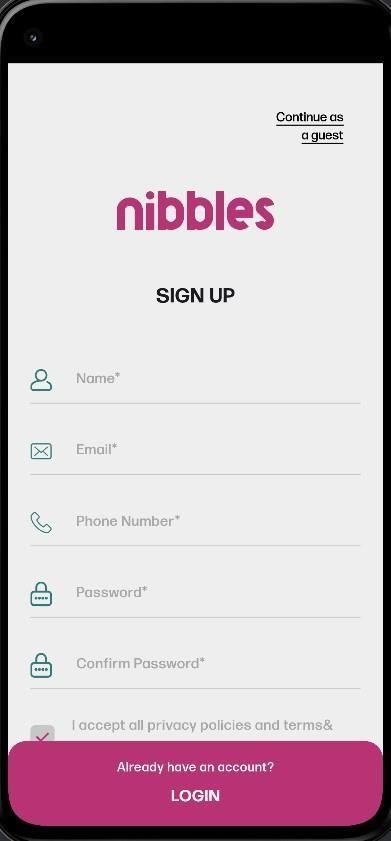 Continue as
a guest
nibbles
SIGN UP
Name*
Email*
Phone Number*
Password*
Confirm Password*
I accept all privacy policies and terms&
Already have an account?
LOGIN